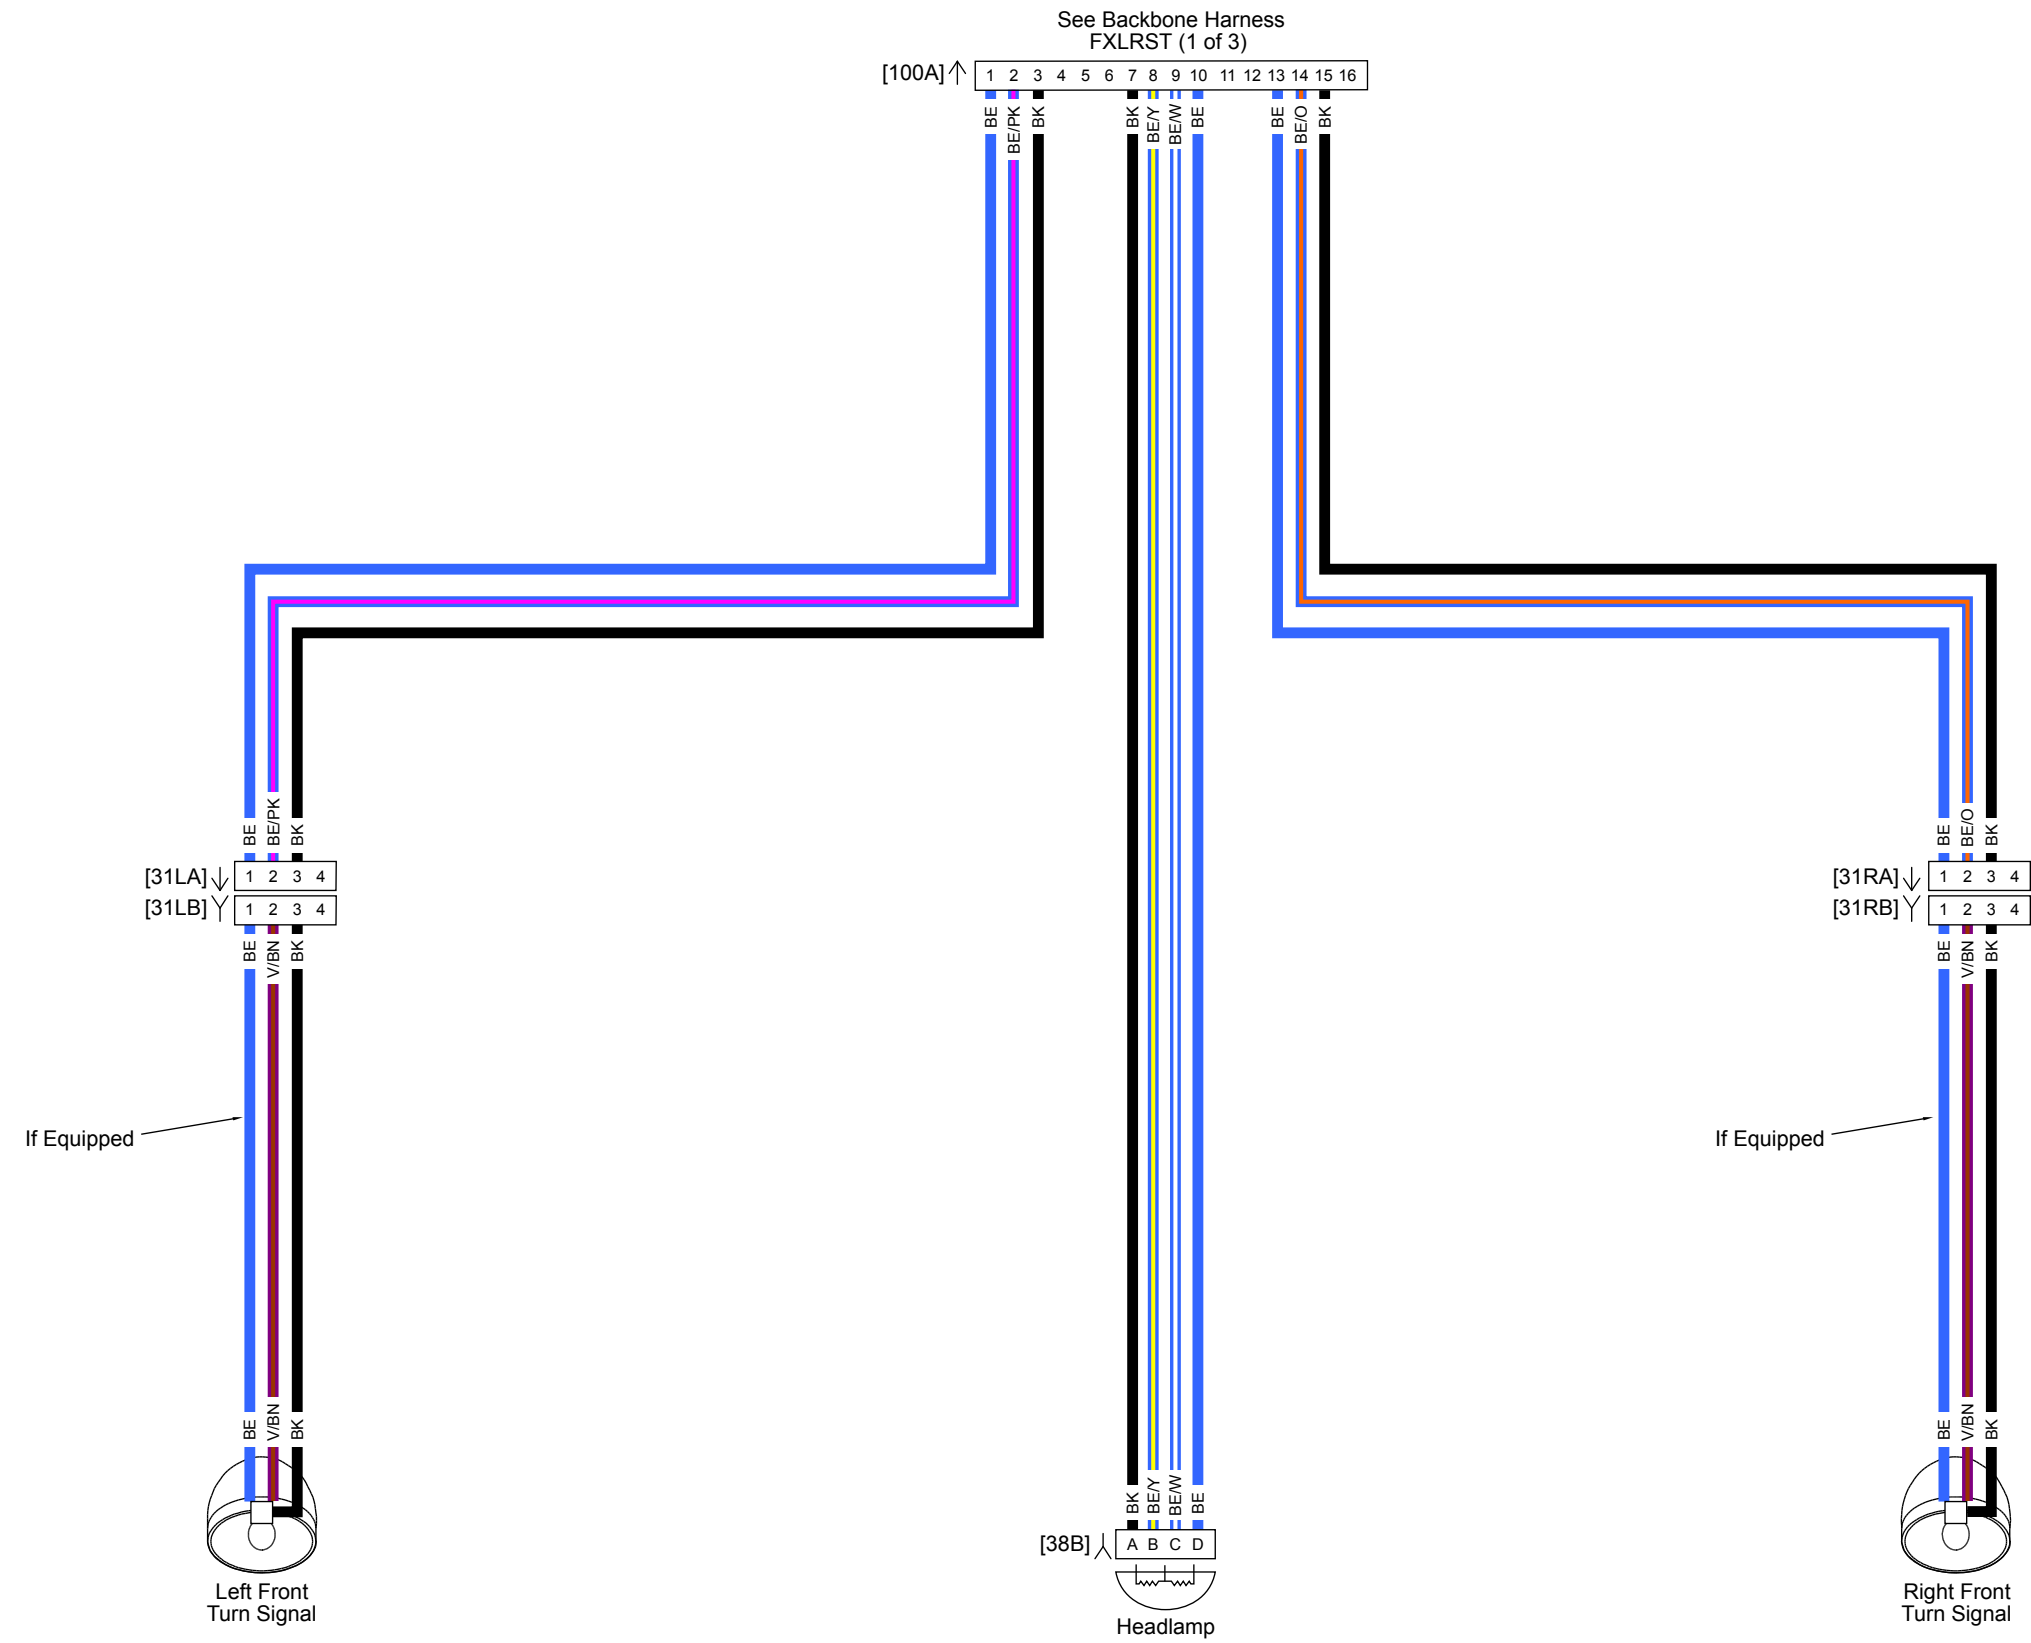 See Backbone Harness
FXLRST (1 of 3)
[100A] 1 2 3 4 5 6 7 8 9 10 11 12 13 14 15 16
BE BE/PK BK BK BE/Y BE/W BE BE BE/O BK
BE BE/PK BK
BE BE/O BK
[31LA] 1 2 3 4
[31RA] 1 2 3 4
[31LB] 1 2 3 4
[31RB] 1 2 3 4
BE V/BN BK
BE V/BN BK
If Equipped
If Equipped
BE V/BN BK
BE V/BN BK
BK BE/Y BE/W BE
[38B] A B C D
Left Front
Turn Signal
Headlamp
Right Front
Turn Signal